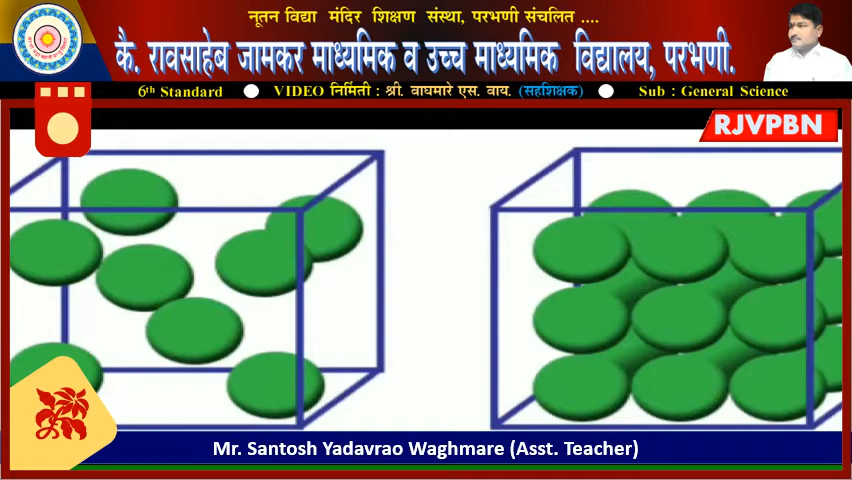 नूतन विद्या मंदिर शिक्षण संस्था, परभणी संचलित ....
कै. रावसाहेब जामकर माध्यमिक व उच्च माध्यमिक विद्यालय, परभणी.
6th Standard VIDEO निर्मिती : श्री. वाघमारे एस. वाय. (सहशिक्षक) Sub : General Science
RJVPBN
Mr. Santosh Yadavrao Waghmare (Asst. Teacher)